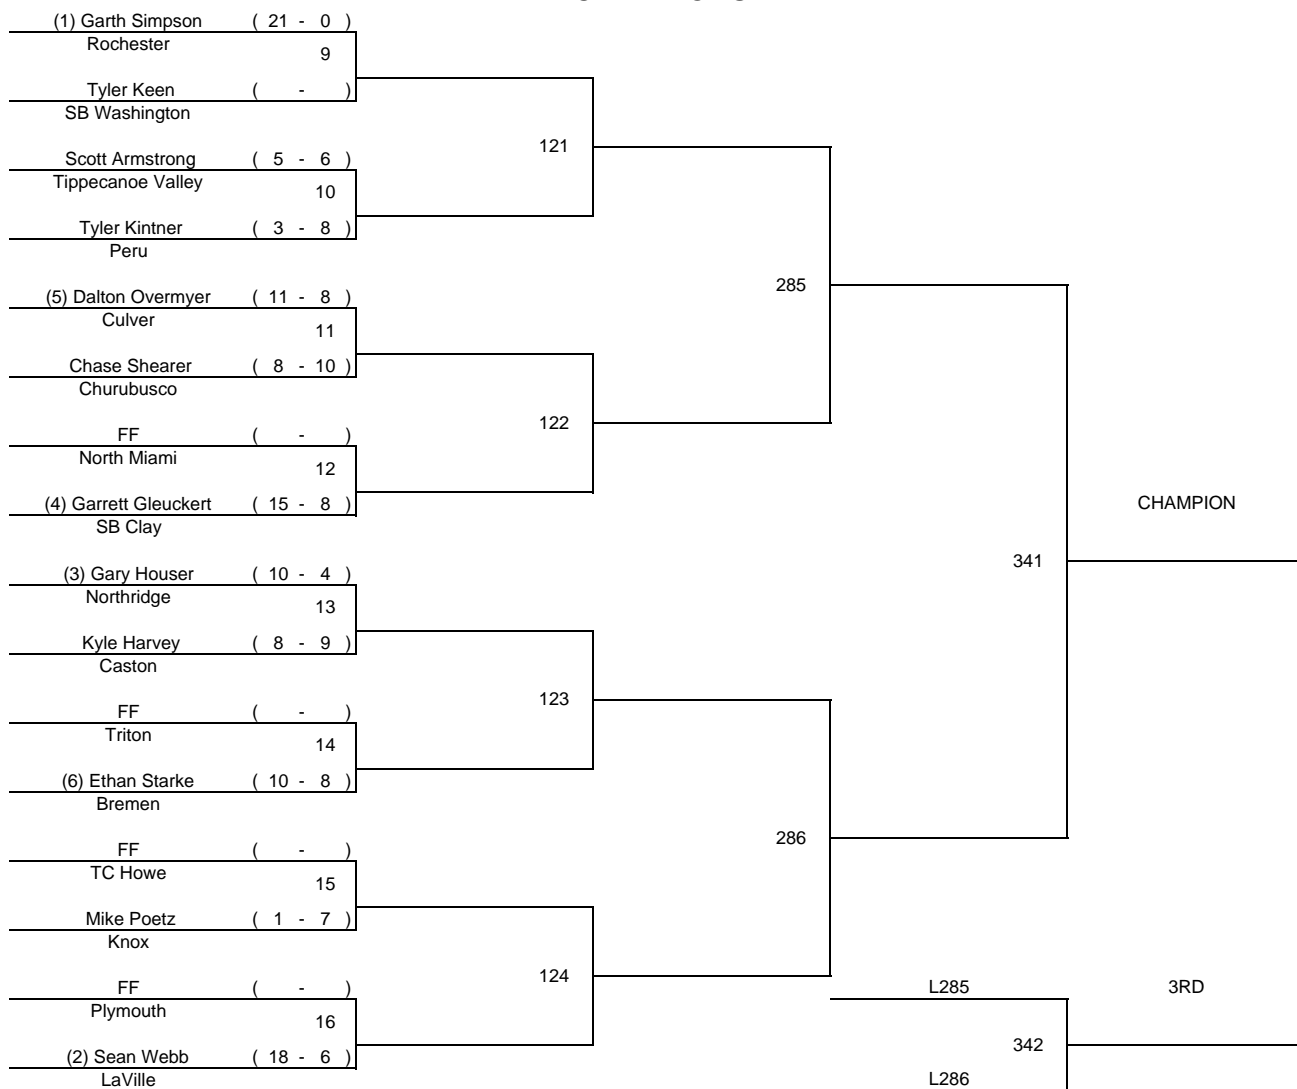 (1) Garth Simpson ( 21 - 0 )
Rochester
9
Tyler Keen ( - )
SB Washington
121
Scott Armstrong ( 5 - 6 )
Tippecanoe Valley
10
Tyler Kintner ( 3 - 8 )
Peru
285
(5) Dalton Overmyer ( 11 - 8 )
Culver
11
Chase Shearer ( 8 - 10 )
Churubusco
122
FF ( - )
North Miami
12
(4) Garrett Gleuckert ( 15 - 8 )
SB Clay
CHAMPION
341
(3) Gary Houser ( 10 - 4 )
Northridge
13
Kyle Harvey ( 8 - 9 )
Caston
123
FF ( - )
Triton
14
(6) Ethan Starke ( 10 - 8 )
Bremen
286
FF ( - )
TC Howe
15
Mike Poetz ( 1 - 7 )
Knox
124
FF ( - )
Plymouth
16
(2) Sean Webb ( 18 - 6 )
LaVille
L285
3RD
342
L286